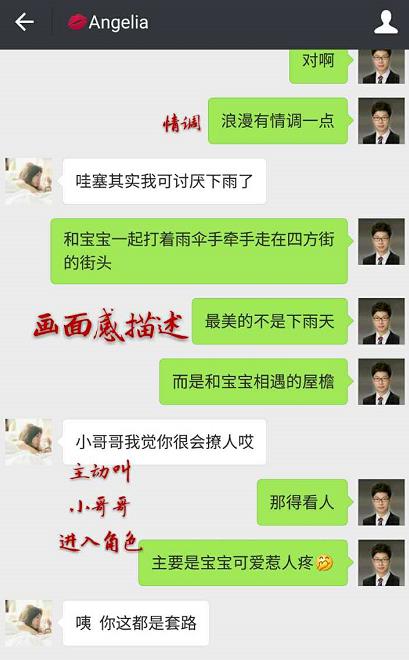 Angelia
对啊
情调
浪漫有情调一点
哇塞其实我可讨厌下雨了
和宝宝一起打着雨伞手牵手走在四方街
的街头
画面感描述
最美的不是下雨天
而是和宝宝相遇的屋檐
小哥哥我觉你很会撩人哎
主动叫
小哥哥
进入角色
那得看人
主要是宝宝可爱惹人疼
咦 你这都是套路